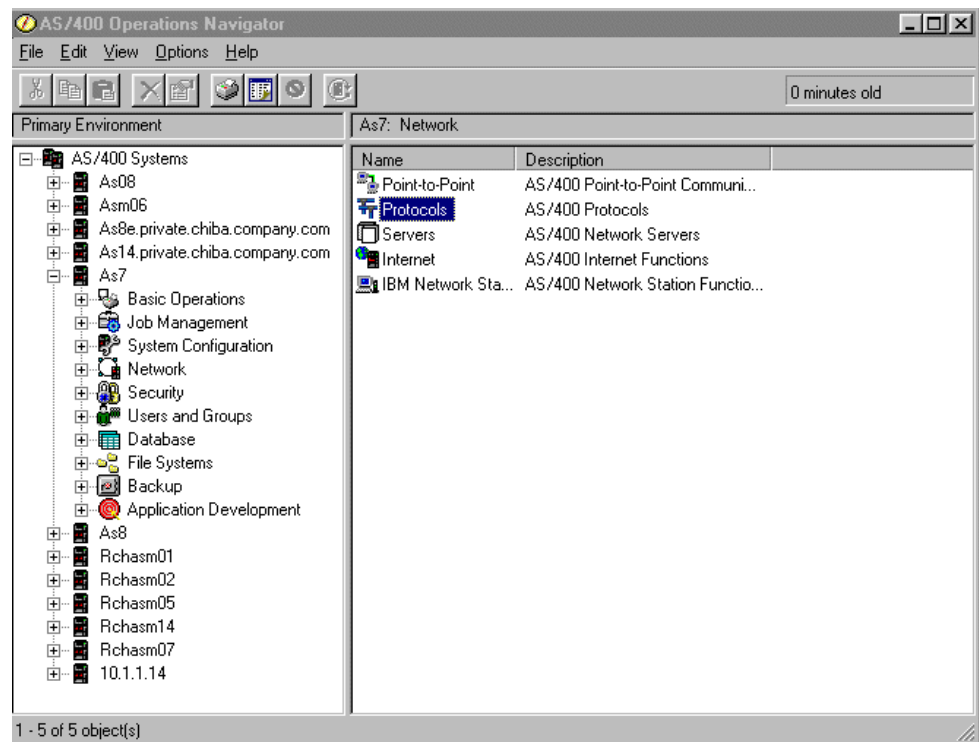 AS/400 Operations Navigator
File Edit View Options Help
0 minutes old
Primary Environment
As7: Network
AS/400 Systems
As08
Asm06
As8e.private.chiba.company.com
As14.private.chiba.company.com
As7
Basic Operations
Job Management
System Configuration
Network
Security
Users and Groups
Database
File Systems
Backup
Application Development
As8
Rchasm01
Rchasm02
Rchasm05
Rchasm14
Rchasm07
10.1.1.14
Name Description
Point-to-Point AS/400 Point-to-Point Communi...
Protocols AS/400 Protocols
Servers AS/400 Network Servers
Internet AS/400 Internet Functions
IBM Network Sta... AS/400 Network Station Functio...
1 - 5 of 5 object(s)